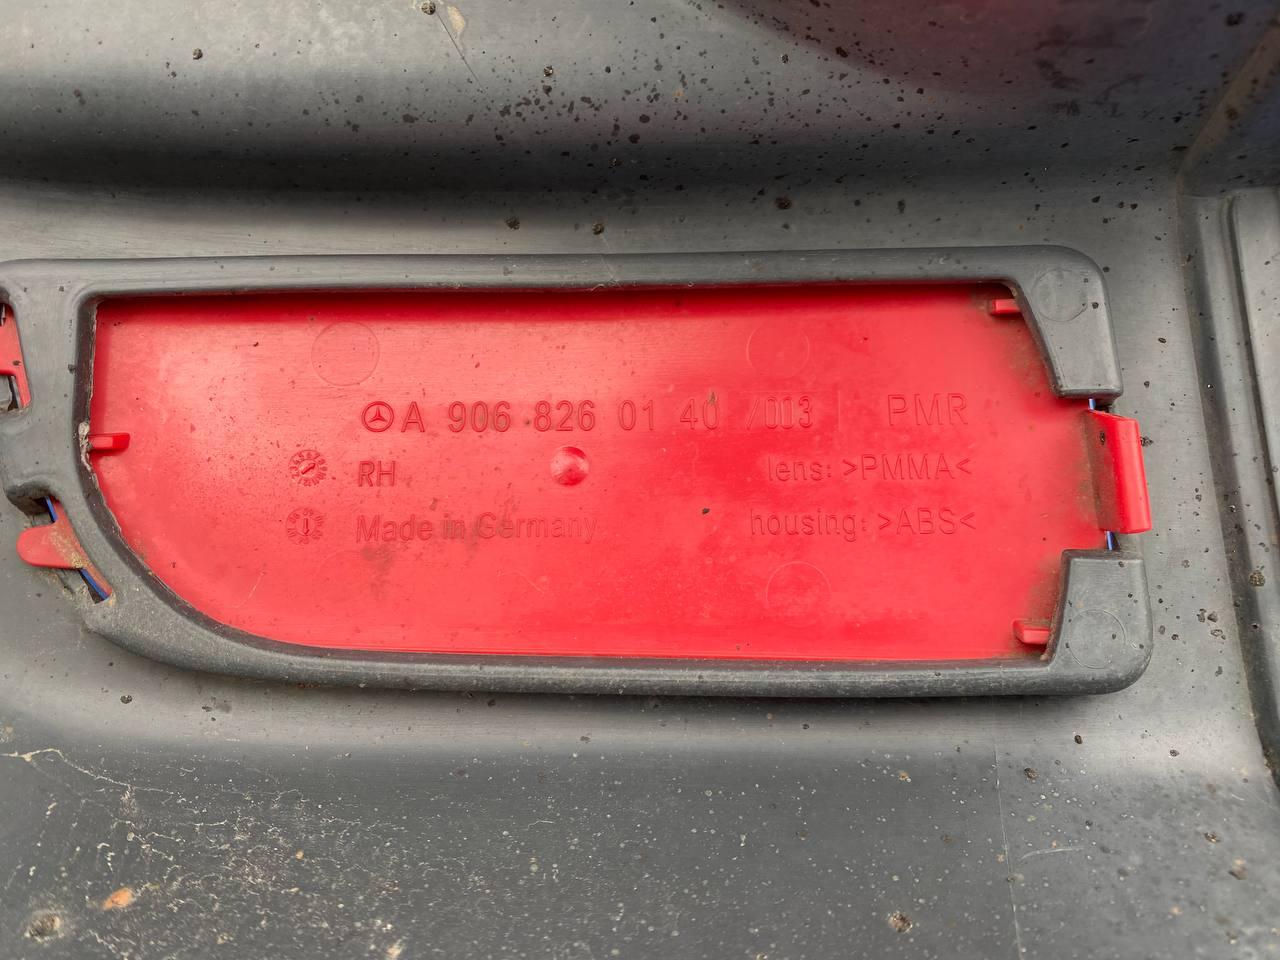 A 906 826 01 40 /003 PMR
RH lens: >PMMA<
Made in Germany housing: >ABS<